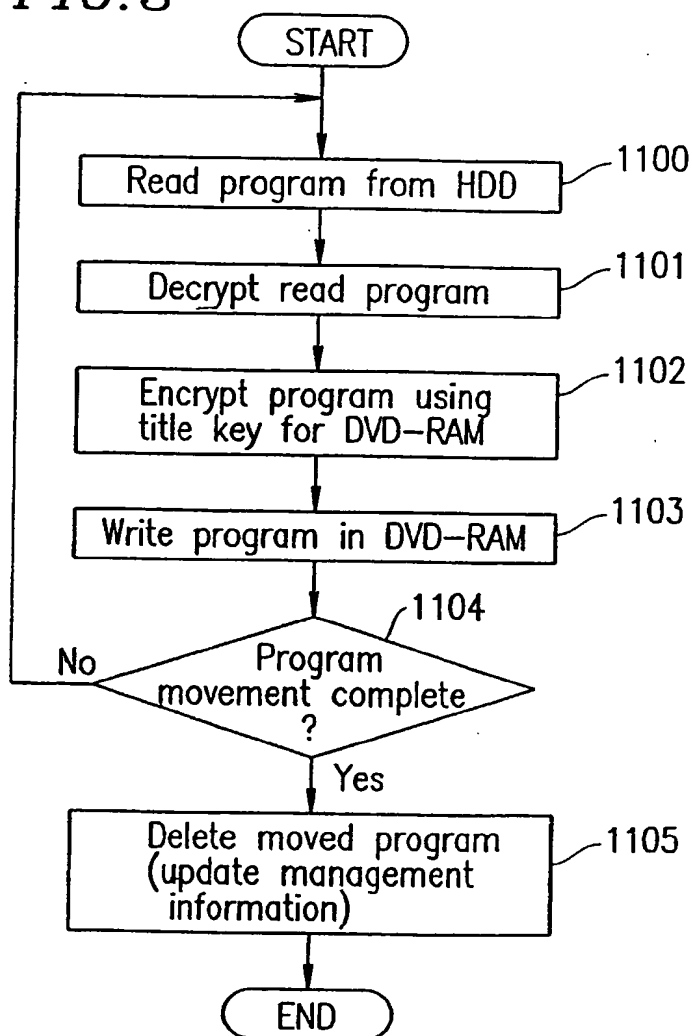 START
Read program from HDD
1100
Decrypt read program
1101
Encrypt program using
title key for DVD-RAM
1102
Write program in DVD-RAM
1103
1104
Program
movement complete
?
No
Yes
Delete moved program
(update management
information)
1105
END